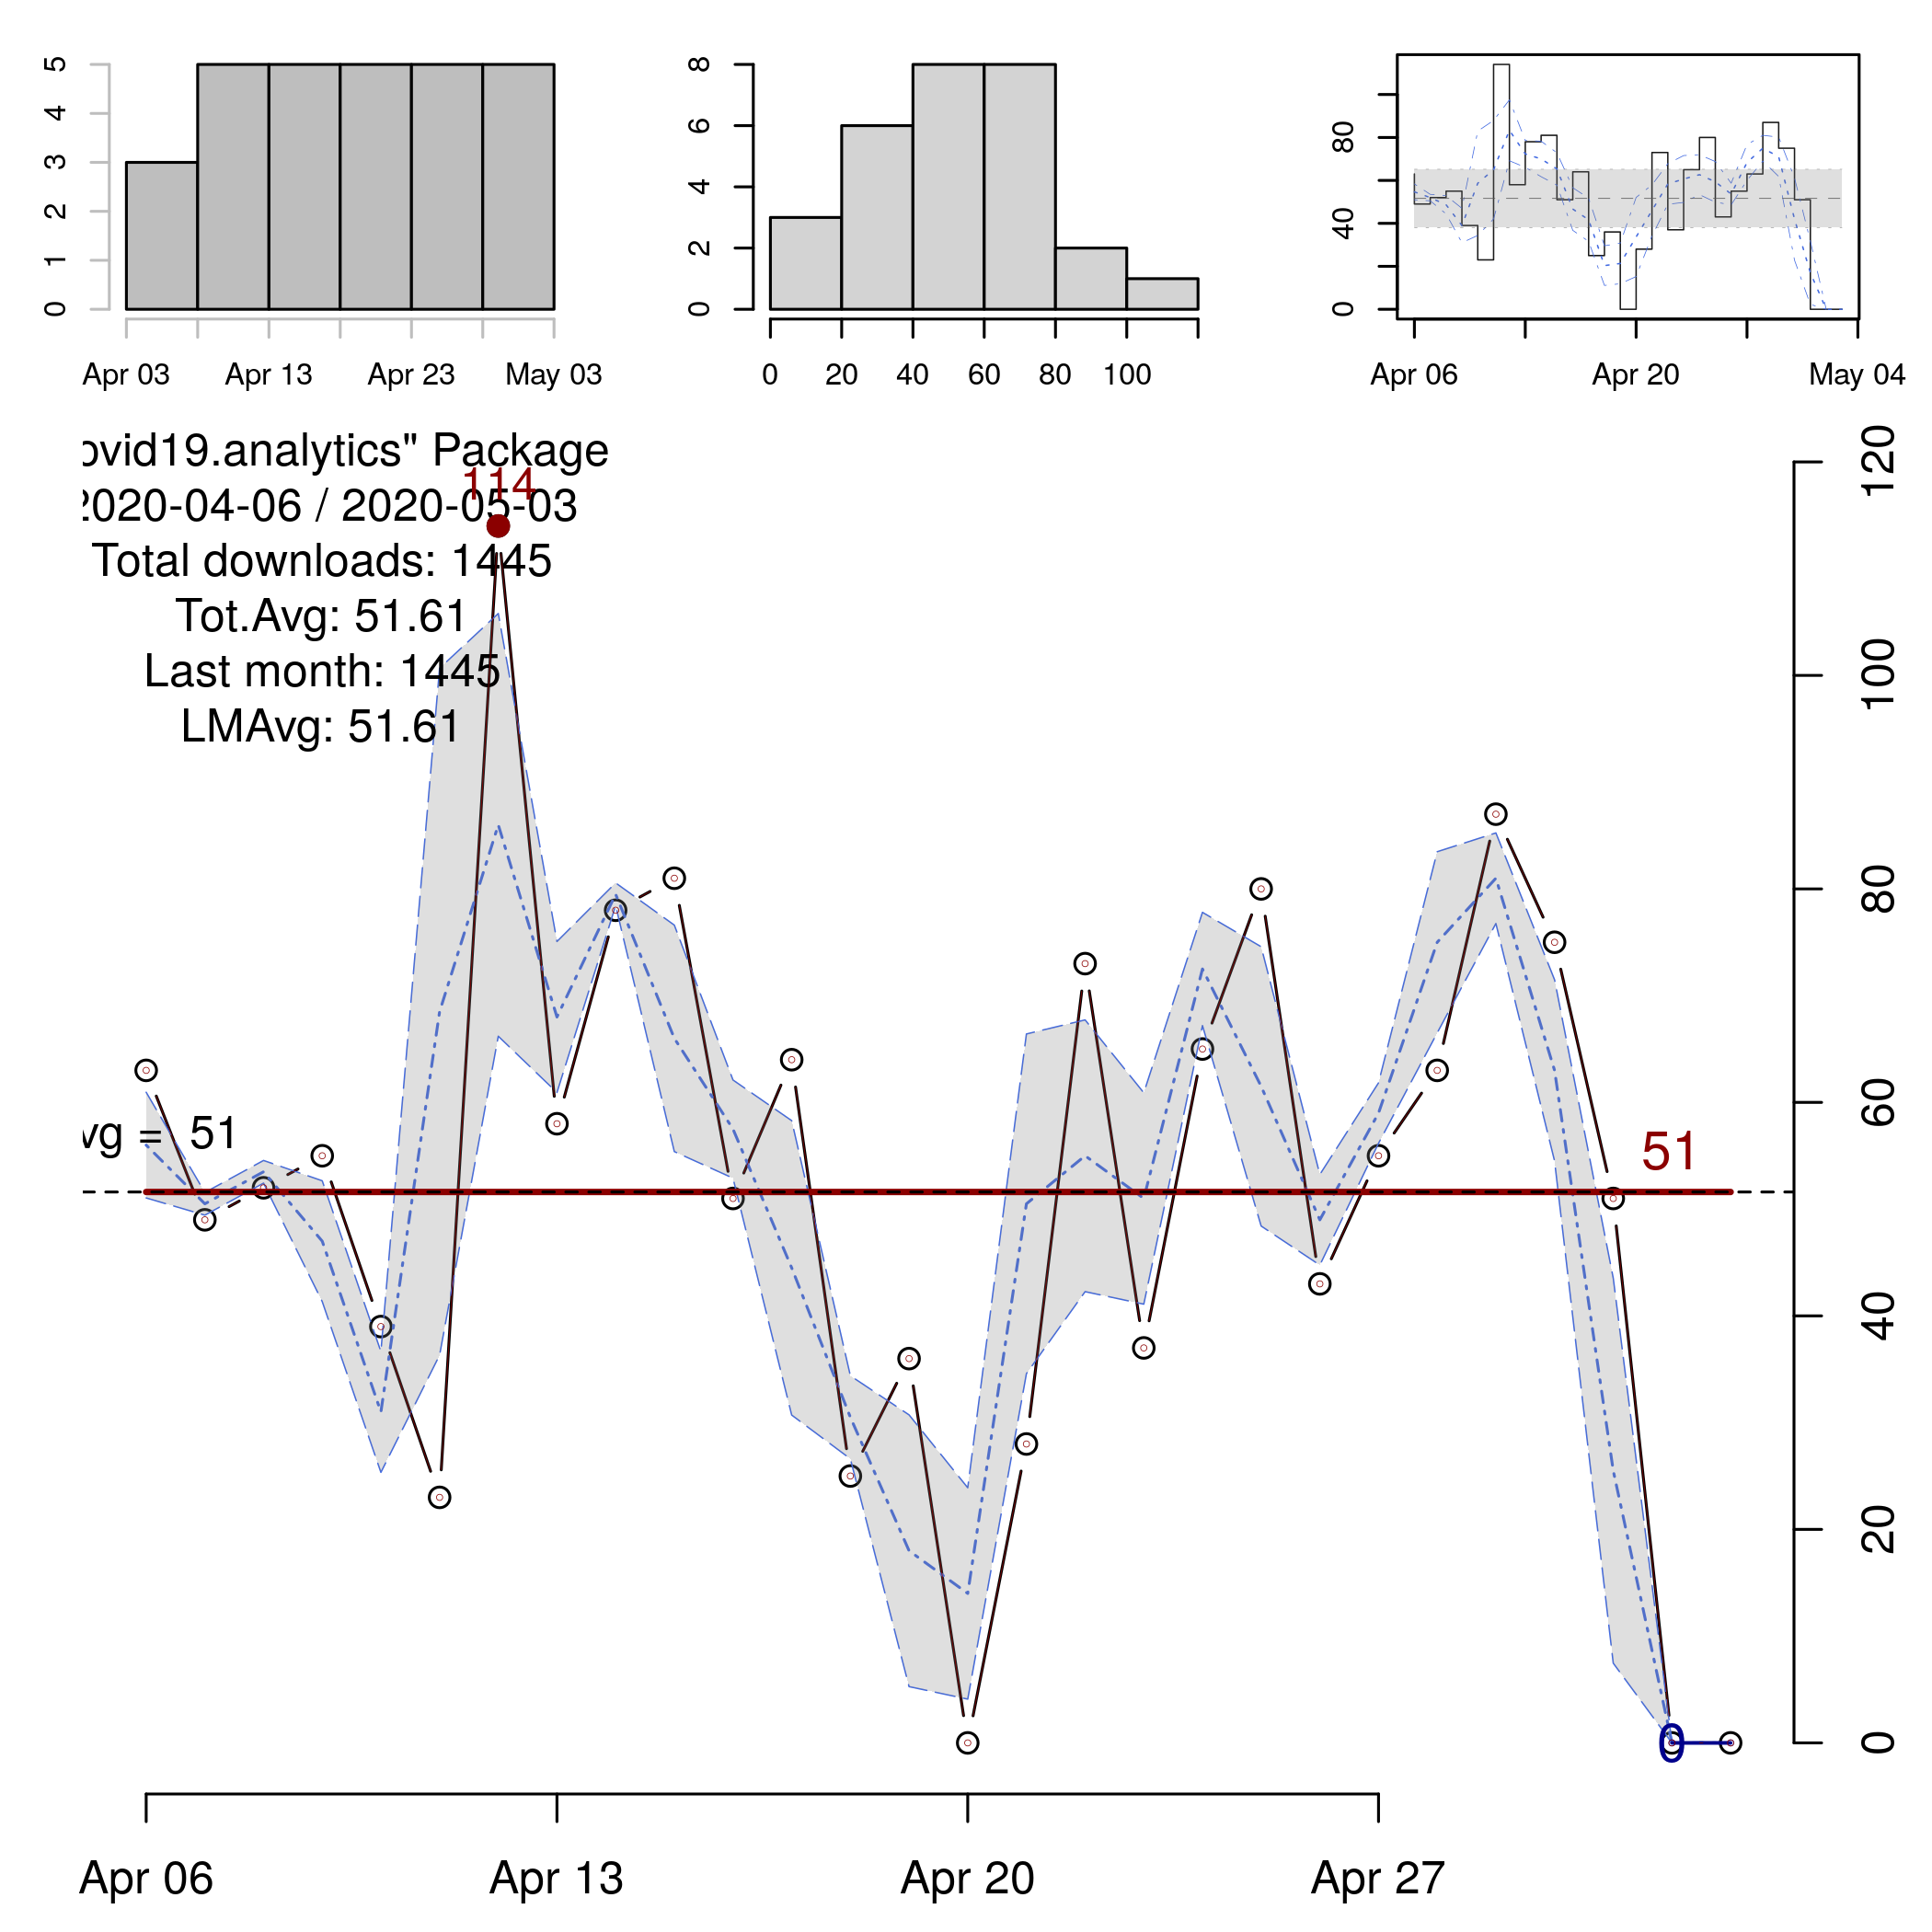 5
4
3
2
1
0
Apr 03 Apr 13 Apr 23 May 03
8
6
4
2
0
0 20 40 60 80 100
80
40
0
Apr 06 Apr 20 May 04
ovid19.analytics" Package
114
2020-04-06 / 2020-05-03
Total downloads: 1445
Tot.Avg: 51.61
Last month: 1445
LMAvg: 51.61
vg = 51
51
0
120
100
80
60
40
20
0
Apr 06 Apr 13 Apr 20 Apr 27